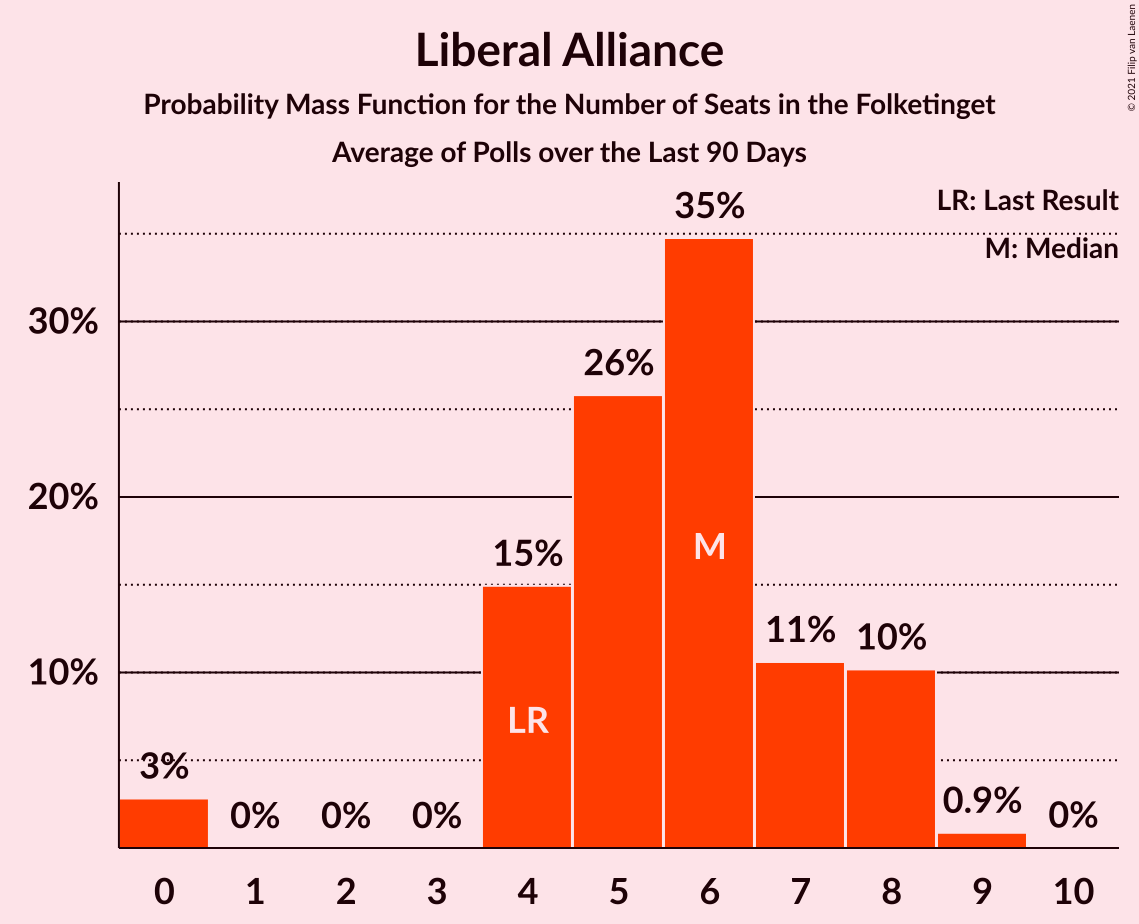 Liberal Alliance
Probability Mass Function for the Number of Seats in the Folketinget
Average of Polls over the Last 90 Days
© 2021 Filip van Laenen
LR: Last Result
M: Median
35%
30%
26%
20%
15%
M
11%
10%
10%
LR
3%
0%
0%
0%
0.9%
0%
0 1 2 3 4 5 6 7 8 9 10